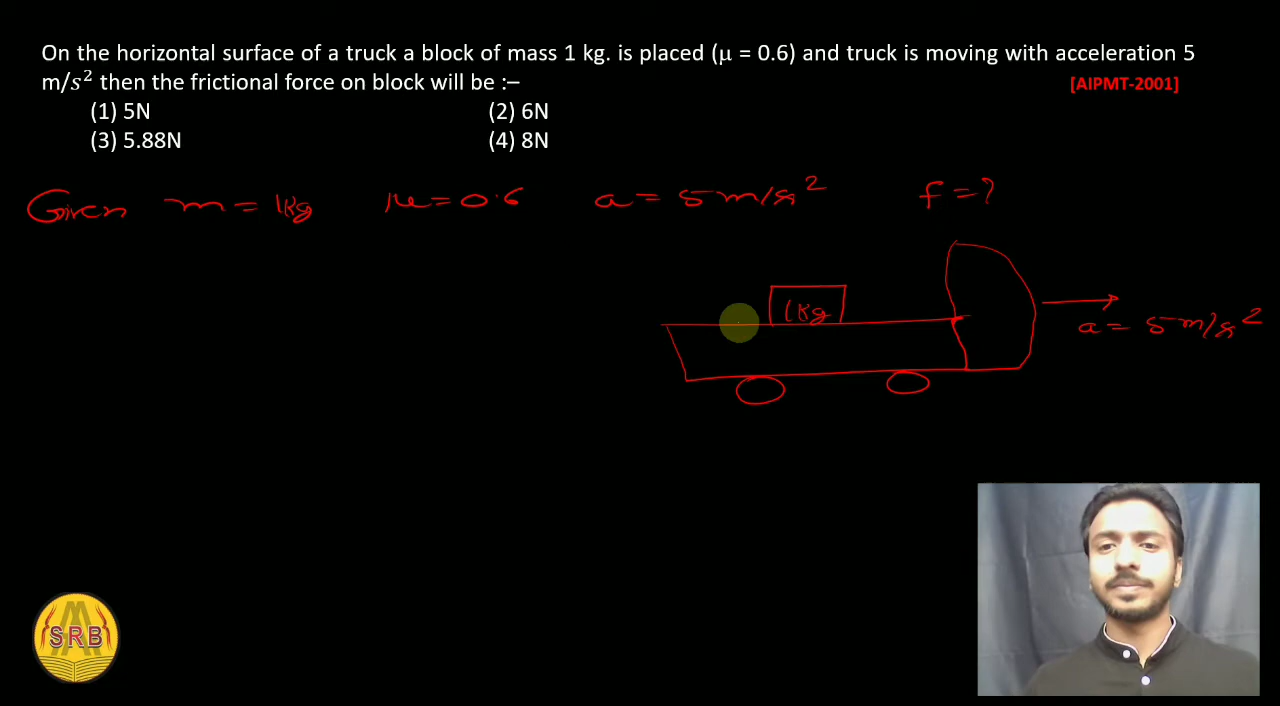 On the horizontal surface of a truck a block of mass 1 kg. is placed (μ = 0.6) and truck is moving with acceleration 5
m/s² then the frictional force on block will be :–
[AIPMT-2001]
(1) 5N (2) 6N
(3) 5.88N (4) 8N
Given m = 1kg μ = 0.6 a = 5 m/s² f = ?
1kg
a = 5 m/s²
SRB